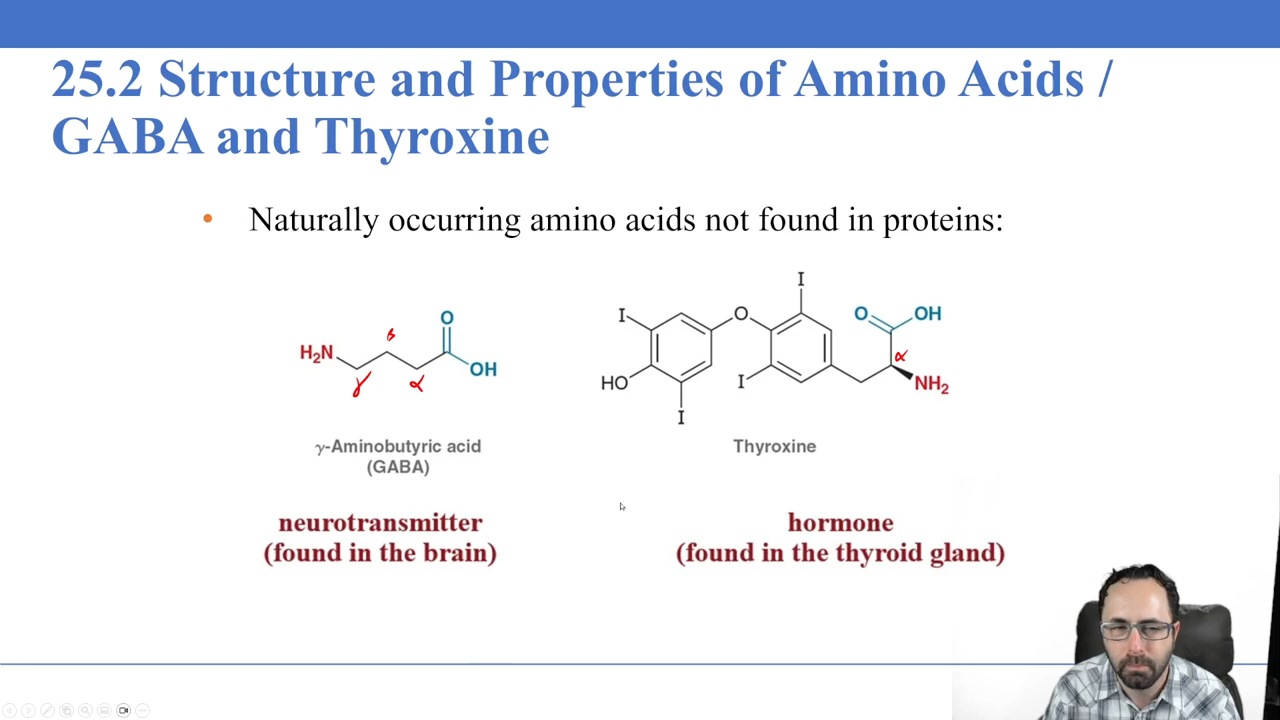 25.2 Structure and Properties of Amino Acids /
GABA and Thyroxine
• Naturally occurring amino acids not found in proteins:
H₂N
γ
β
α
O
OH
γ-Aminobutyric acid
(GABA)
neurotransmitter
(found in the brain)
I
HO
I
O
I
I
O
OH
α
NH₂
Thyroxine
hormone
(found in the thyroid gland)